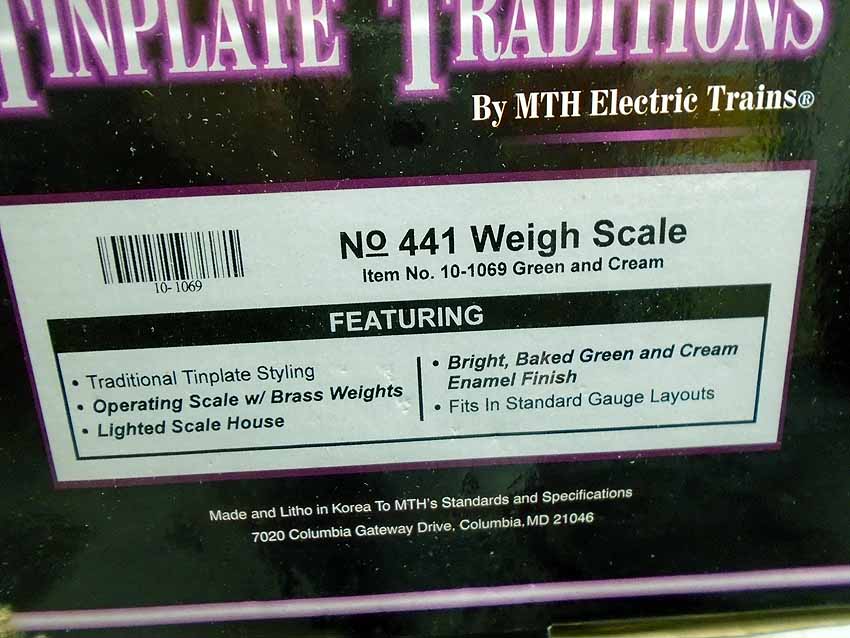 TINPLATE TRADITIONS
By MTH Electric Trains®
10-1069
No 441 Weigh Scale
Item No. 10-1069 Green and Cream
FEATURING
• Traditional Tinplate Styling
• Operating Scale w/ Brass Weights
• Lighted Scale House
• Bright, Baked Green and Cream
Enamel Finish
• Fits In Standard Gauge Layouts
Made and Litho in Korea To MTH's Standards and Specifications
7020 Columbia Gateway Drive, Columbia, MD 21046